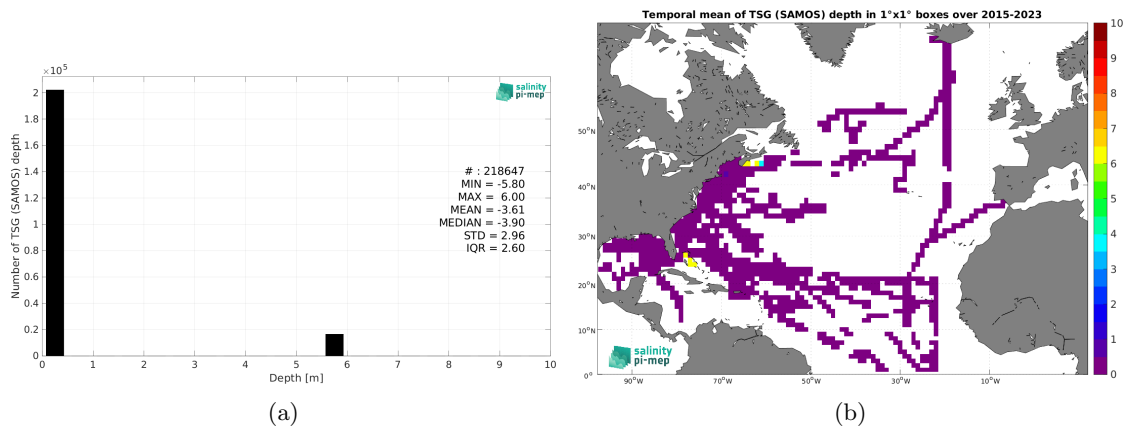 ×10⁵
2
1.8
1.6
1.4
1.2
1
0.8
0.6
0.4
0.2
0
Number of TSG (SAMOS) depth
salinity
pi-mep
# : 218647
MIN = -5.80
MAX = 6.00
MEAN = -3.61
MEDIAN = -3.90
STD = 2.96
IQR = 2.60
0 1 2 3 4 5 6 7 8 9 10
Depth [m]
(a)
Temporal mean of TSG (SAMOS) depth in 1°x1° boxes over 2015-2023
50°N
40°N
30°N
20°N
10°N
0°
90°W 70°W 50°W 30°W 10°W
salinity
pi-mep
10
9
8
7
6
5
4
3
2
1
0
(b)